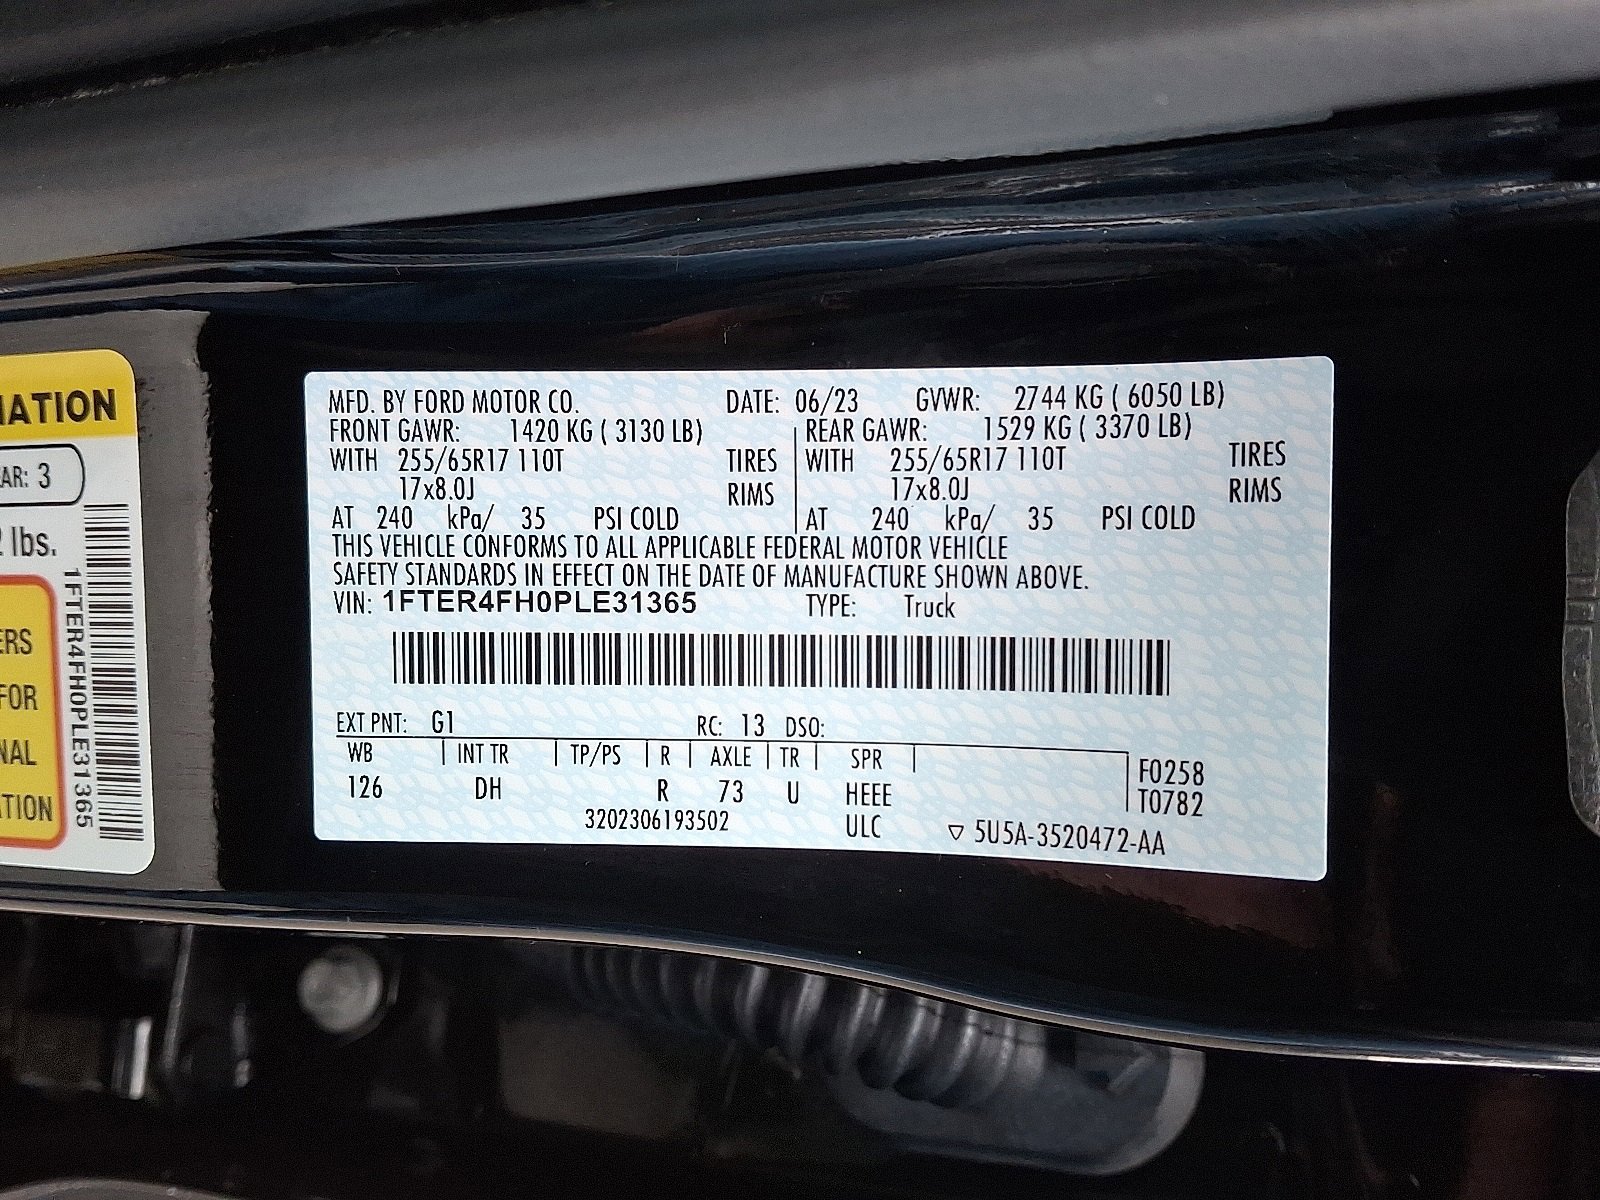 MFD. BY FORD MOTOR CO. DATE: 06/23 GVWR: 2744 KG ( 6050 LB)
FRONT GAWR: 1420 KG ( 3130 LB) REAR GAWR: 1529 KG ( 3370 LB)
WITH 255/65R17 110T TIRES WITH 255/65R17 110T TIRES
17x8.0J RIMS 17x8.0J RIMS
AT 240 kPa/ 35 PSI COLD AT 240 kPa/ 35 PSI COLD
THIS VEHICLE CONFORMS TO ALL APPLICABLE FEDERAL MOTOR VEHICLE
SAFETY STANDARDS IN EFFECT ON THE DATE OF MANUFACTURE SHOWN ABOVE.
VIN: 1FTER4FH0PLE31365 TYPE: Truck
EXT PNT: G1 RC: 13 DSO:
WB INT TR TP/PS R AXLE TR SPR
126 DH R 73 U HEEE F0258
T0782
3202306193502 ULC 5U5A-3520472-AA
MATION
EAR: 3
2 lbs.
ERS
FOR
NAL
ATION
1FTER4FH0PLE31365